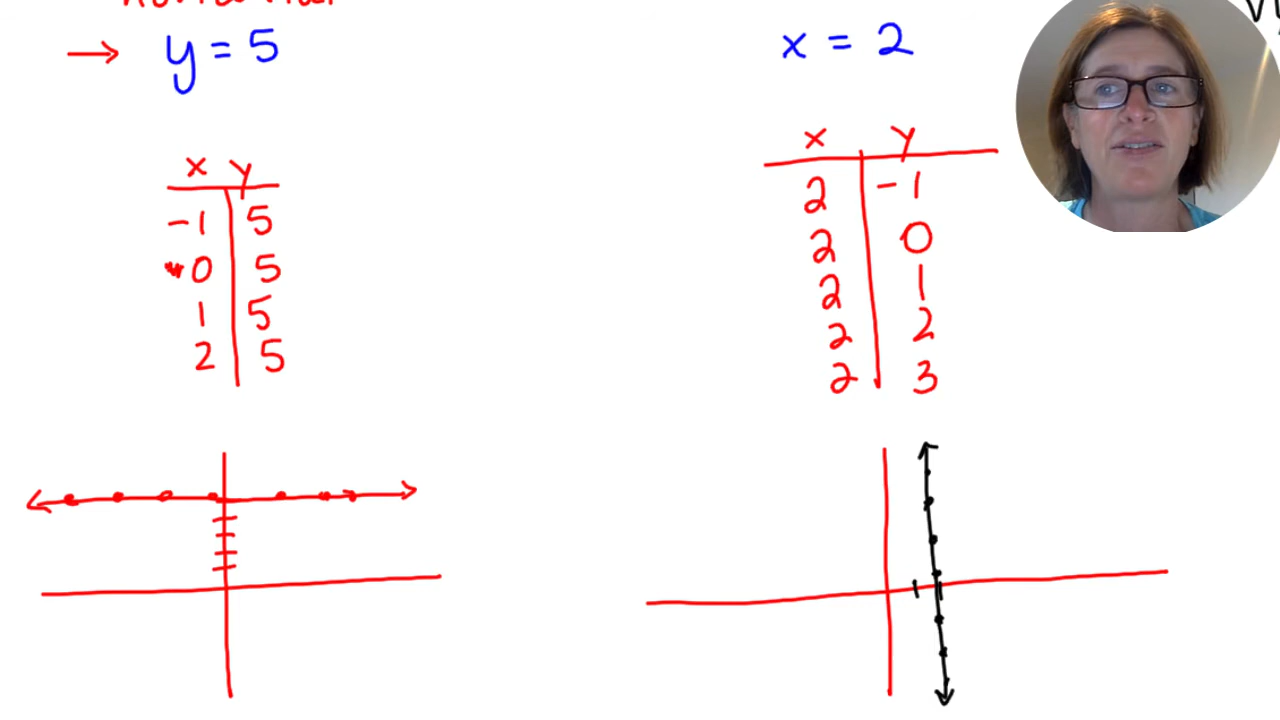 → y = 5
x y
-1 5
0 5
1 5
2 5
x = 2
x y
2 -1
2 0
2 1
2 2
2 3